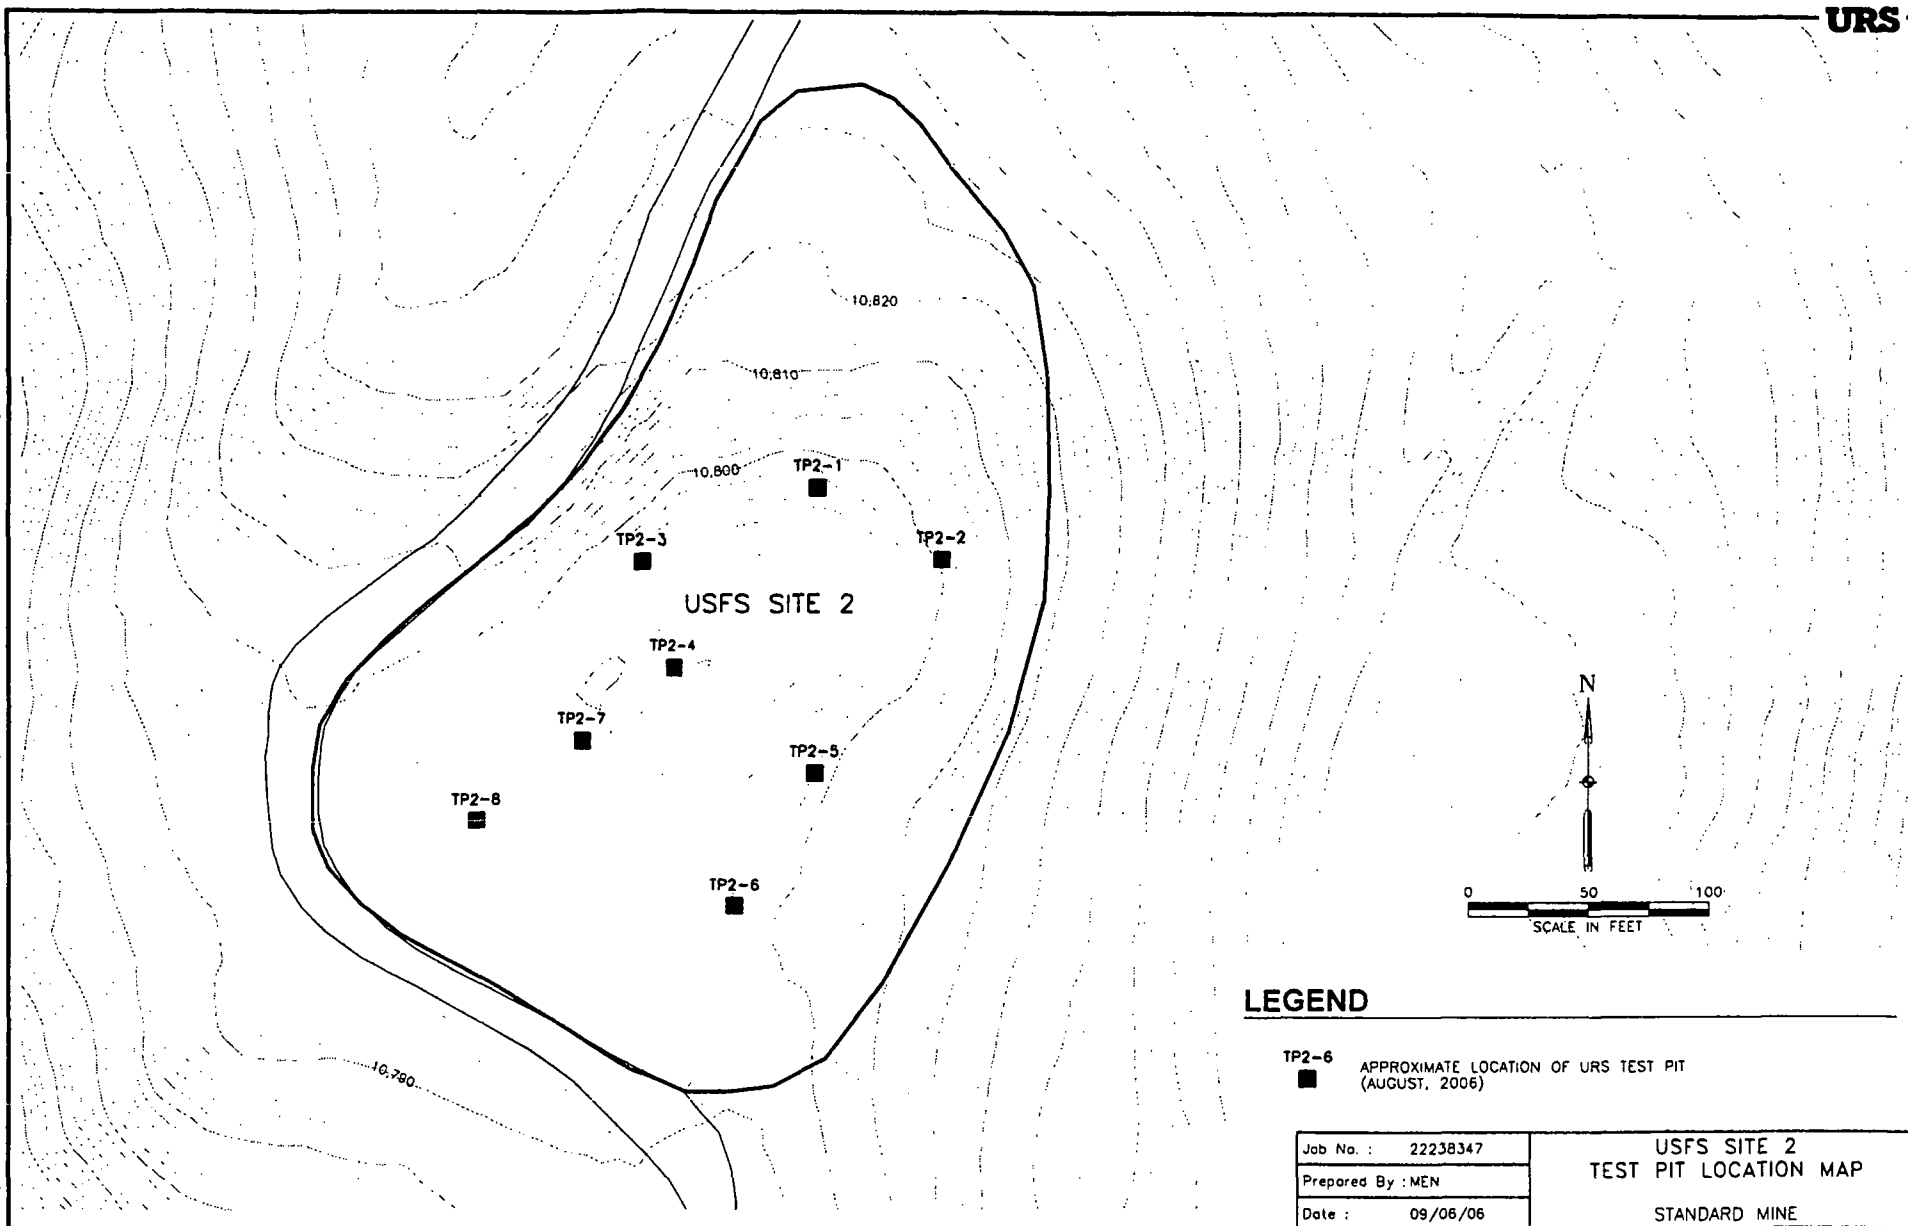 URS
10,820
10,810
10,800
TP2-1
TP2-3
TP2-2
USFS SITE 2
TP2-4
TP2-7
TP2-5
TP2-8
TP2-6
10,790
N
0 50 100
SCALE IN FEET
LEGEND
TP2-6
APPROXIMATE LOCATION OF URS TEST PIT
(AUGUST, 2006)
Job No. : 22238347
Prepared By : MEN
Date : 09/06/06
USFS SITE 2
TEST PIT LOCATION MAP
STANDARD MINE